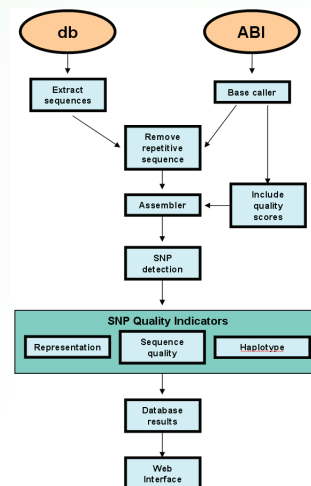 db
ABI
Extract
sequences
Base caller
Remove
repetitive
sequence
Assembler
Include
quality
scores
SNP
detection
SNP Quality Indicators
Representation
Sequence
quality
Haplotype
Database
results
Web
Interface